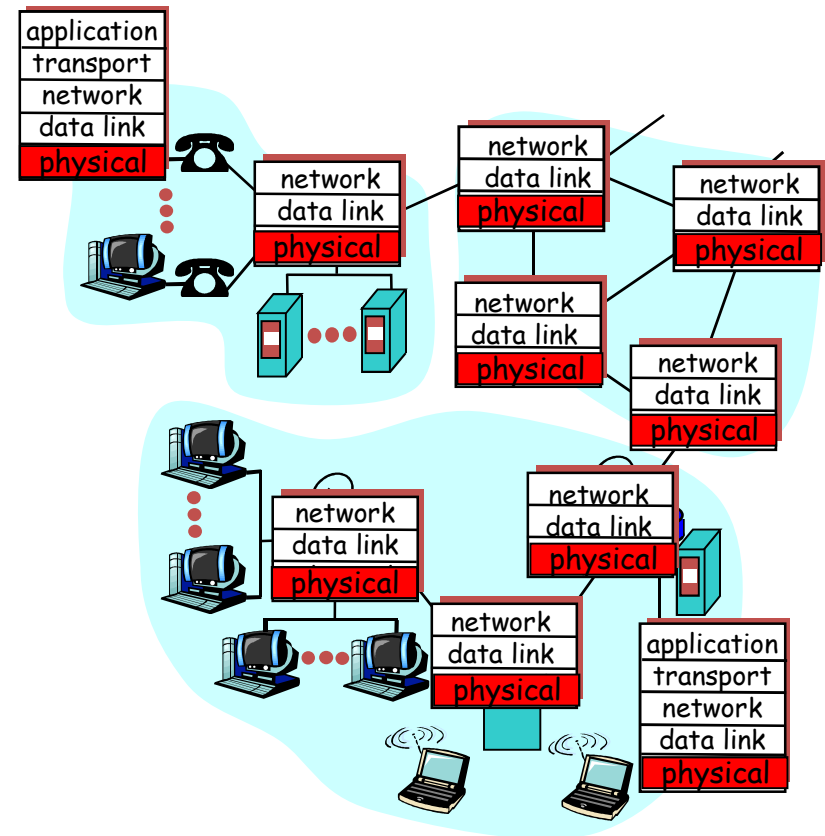 application
transport
network
data link
physical
network
data link
physical
network
data link
physical
network
data link
physical
network
data link
physical
network
data link
physical
network
data link
physical
network
data link
physical
network
data link
physical
application
transport
network
data link
physical